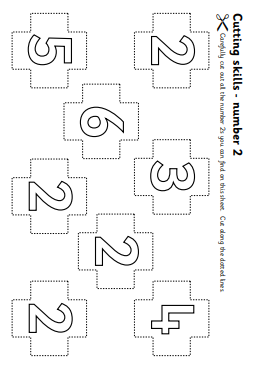 Cutting skills - number 2
Carefully cut out all the number 2s you can find on this sheet. Cut along the dotted lines.
2 3 4
6 2
5 2 2